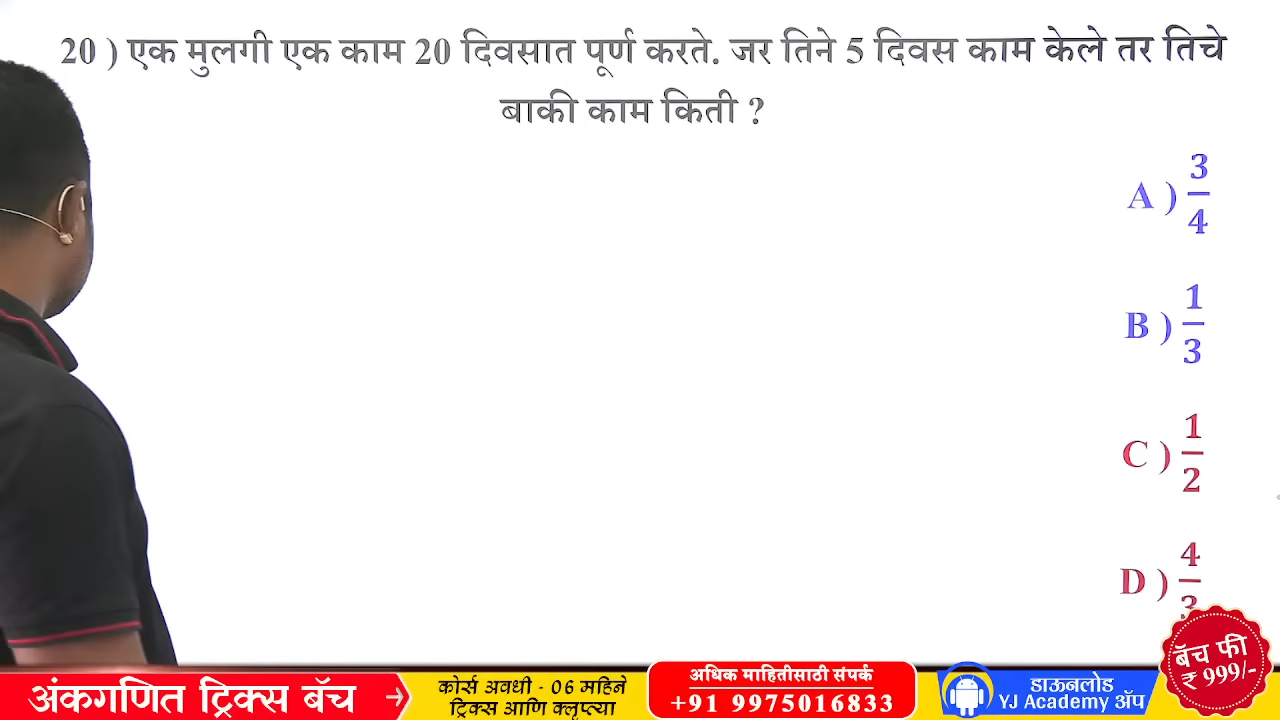 20 ) एक मुलगी एक काम 20 दिवसात पूर्ण करते. जर तिने 5 दिवस काम केले तर तिचे
बाकी काम किती ?
A ) 3/4
B ) 1/3
C ) 1/2
D ) 4/3
बॅच फी
₹ 999/-
अंकगणित ट्रिक्स बॅच
कोर्स अवधी - 06 महिने
ट्रिक्स आणि क्लृप्त्या
अधिक माहितीसाठी संपर्क
+91 9975016833
डाऊनलोड
YJ Academy ॲप